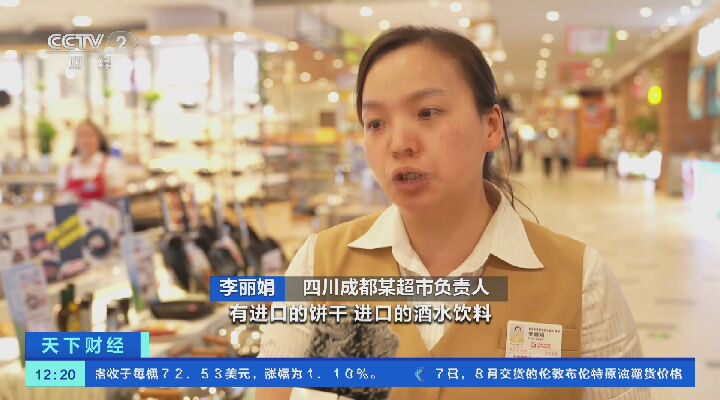 CCTV 2
财经
李丽娟 四川成都某超市负责人
有进口的饼干 进口的酒水饮料
天下财经
12:20 洛收于每桶72.53美元，涨幅为1.10%。 7日，8月交货的伦敦布伦特原油期货价格